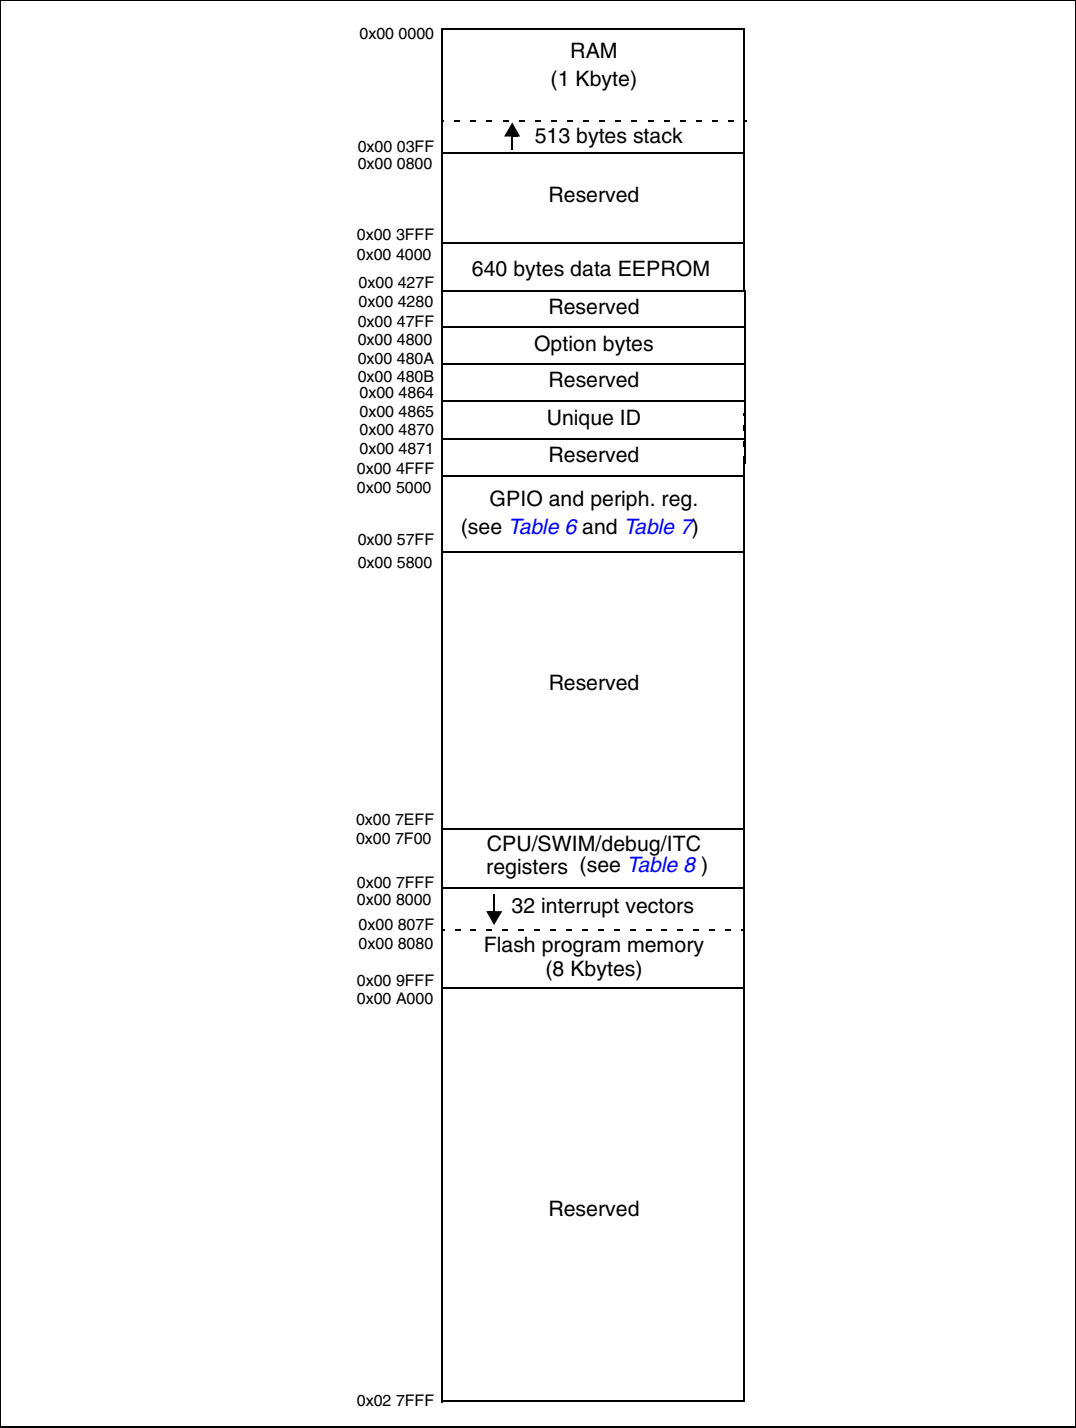 0x00 0000
RAM
(1 Kbyte)
513 bytes stack
0x00 03FF
0x00 0800
Reserved
0x00 3FFF
0x00 4000
640 bytes data EEPROM
0x00 427F
0x00 4280
Reserved
0x00 47FF
0x00 4800
Option bytes
0x00 480A
0x00 480B
Reserved
0x00 4864
0x00 4865
Unique ID
0x00 4870
0x00 4871
Reserved
0x00 4FFF
0x00 5000
GPIO and periph. reg.
(see Table 6 and Table 7)
0x00 57FF
0x00 5800
Reserved
0x00 7EFF
0x00 7F00
CPU/SWIM/debug/ITC
registers (see Table 8 )
0x00 7FFF
0x00 8000
32 interrupt vectors
0x00 807F
0x00 8080
Flash program memory
(8 Kbytes)
0x00 9FFF
0x00 A000
Reserved
0x02 7FFF